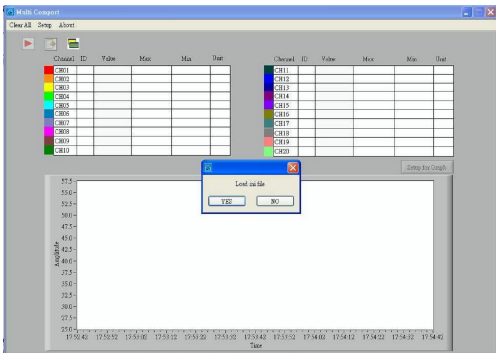 Multi Comport
Clear All Setup About
Channel ID Value Max Min Unit
CH01
CH02
CH03
CH04
CH05
CH06
CH07
CH08
CH09
CH10
Channel ID Value Max Min Unit
CH11
CH12
CH13
CH14
CH15
CH16
CH17
CH18
CH19
CH20
Load ini file
YES NO
Setup for Graph
Amplitude
57.5
55.0
52.5
50.0
47.5
45.0
42.5
40.0
37.5
35.0
32.5
30.0
27.5
25.0
17:52:42 17:52:52 17:53:02 17:53:12 17:53:22 17:53:32 17:53:42 17:53:52 17:54:02 17:54:12 17:54:22 17:54:32 17:54:42
Time